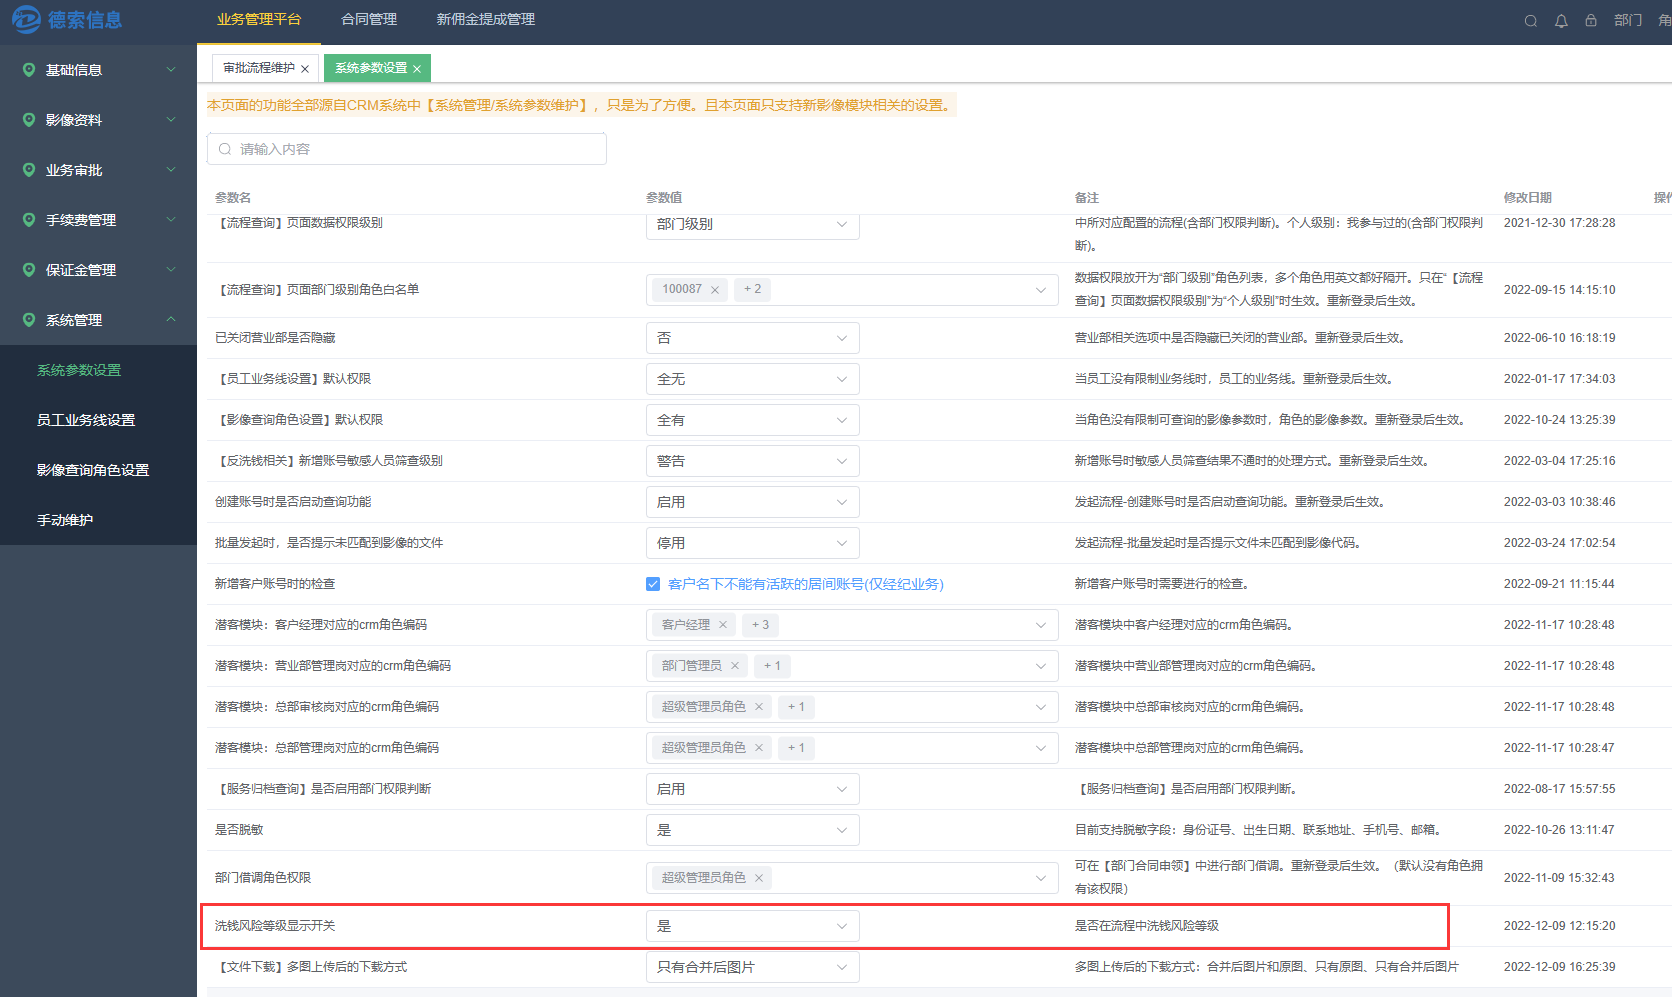 德索信息
业务管理平台 合同管理 新佣金提成管理 部门
基础信息
影像资料
业务审批
手续费管理
保证金管理
系统管理
系统参数设置
员工业务线设置
影像查询角色设置
手动维护
审批流程维护 系统参数设置
本页面的功能全部源自CRM系统中【系统管理/系统参数维护】，只是为了方便。且本页面只支持新影像模块相关的设置。
请输入内容
参数名 参数值 备注 修改日期
【流程查询】页面数据权限级别 部门级别 中所对应配置的流程(含部门权限判断)。个人级别：我参与过的(含部门权限判 2021-12-30 17:28:28
断)。
【流程查询】页面部门级别角色白名单 100087 + 2 数据权限放开为“部门级别”角色列表，多个角色用英文都好隔开。只在“【流程 2022-09-15 14:15:10
查询】页面数据权限级别”为“个人级别”时生效。重新登录后生效。
已关闭营业部是否隐藏 否 营业部相关选项中是否隐藏已关闭的营业部。重新登录后生效。 2022-06-10 16:18:19
【员工业务线设置】默认权限 全无 当员工没有限制业务线时，员工的业务线。重新登录后生效。 2022-01-17 17:34:03
【影像查询角色设置】默认权限 全有 当角色没有限制可查询的影像参数时，角色的影像参数。重新登录后生效。 2022-10-24 13:25:39
【反洗钱相关】新增账号敏感人员筛查级别 警告 新增账号时敏感人员筛查结果不通时的处理方式。重新登录后生效。 2022-03-04 17:25:16
创建账号时是否启动查询功能 启用 发起流程-创建账号时是否启动查询功能。重新登录后生效。 2022-03-03 10:38:46
批量发起时，是否提示未匹配到影像的文件 停用 发起流程-批量发起时是否提示文件未匹配到影像代码。 2022-03-24 17:02:54
新增客户账号时的检查 客户名下不能有活跃的居间账号(仅经纪业务) 新增客户账号时需要进行的检查。 2022-09-21 11:15:44
潜客模块：客户经理对应的crm角色编码 客户经理 + 3 潜客模块中客户经理对应的crm角色编码。 2022-11-17 10:28:48
潜客模块：营业部管理岗对应的crm角色编码 部门管理员 + 1 潜客模块中营业部管理岗对应的crm角色编码。 2022-11-17 10:28:48
潜客模块：总部审核岗对应的crm角色编码 超级管理员角色 + 1 潜客模块中总部审核岗对应的crm角色编码。 2022-11-17 10:28:48
潜客模块：总部管理岗对应的crm角色编码 超级管理员角色 + 1 潜客模块中总部管理岗对应的crm角色编码。 2022-11-17 10:28:47
【服务归档查询】是否启用部门权限判断 启用 【服务归档查询】是否启用部门权限判断。 2022-08-17 15:57:55
是否脱敏 是 目前支持脱敏字段：身份证号、出生日期、联系地址、手机号、邮箱。 2022-10-26 13:11:47
部门借调角色权限 超级管理员角色 可在【部门合同申领】中进行部门借调。重新登录后生效。（默认没有角色拥 2022-11-09 15:32:43
有该权限）
洗钱风险等级显示开关 是 是否在流程中洗钱风险等级 2022-12-09 12:15:20
【文件下载】多图上传后的下载方式 只有合并后图片 多图上传后的下载方式：合并后图片和原图、只有原图、只有合并后图片 2022-12-09 16:25:39